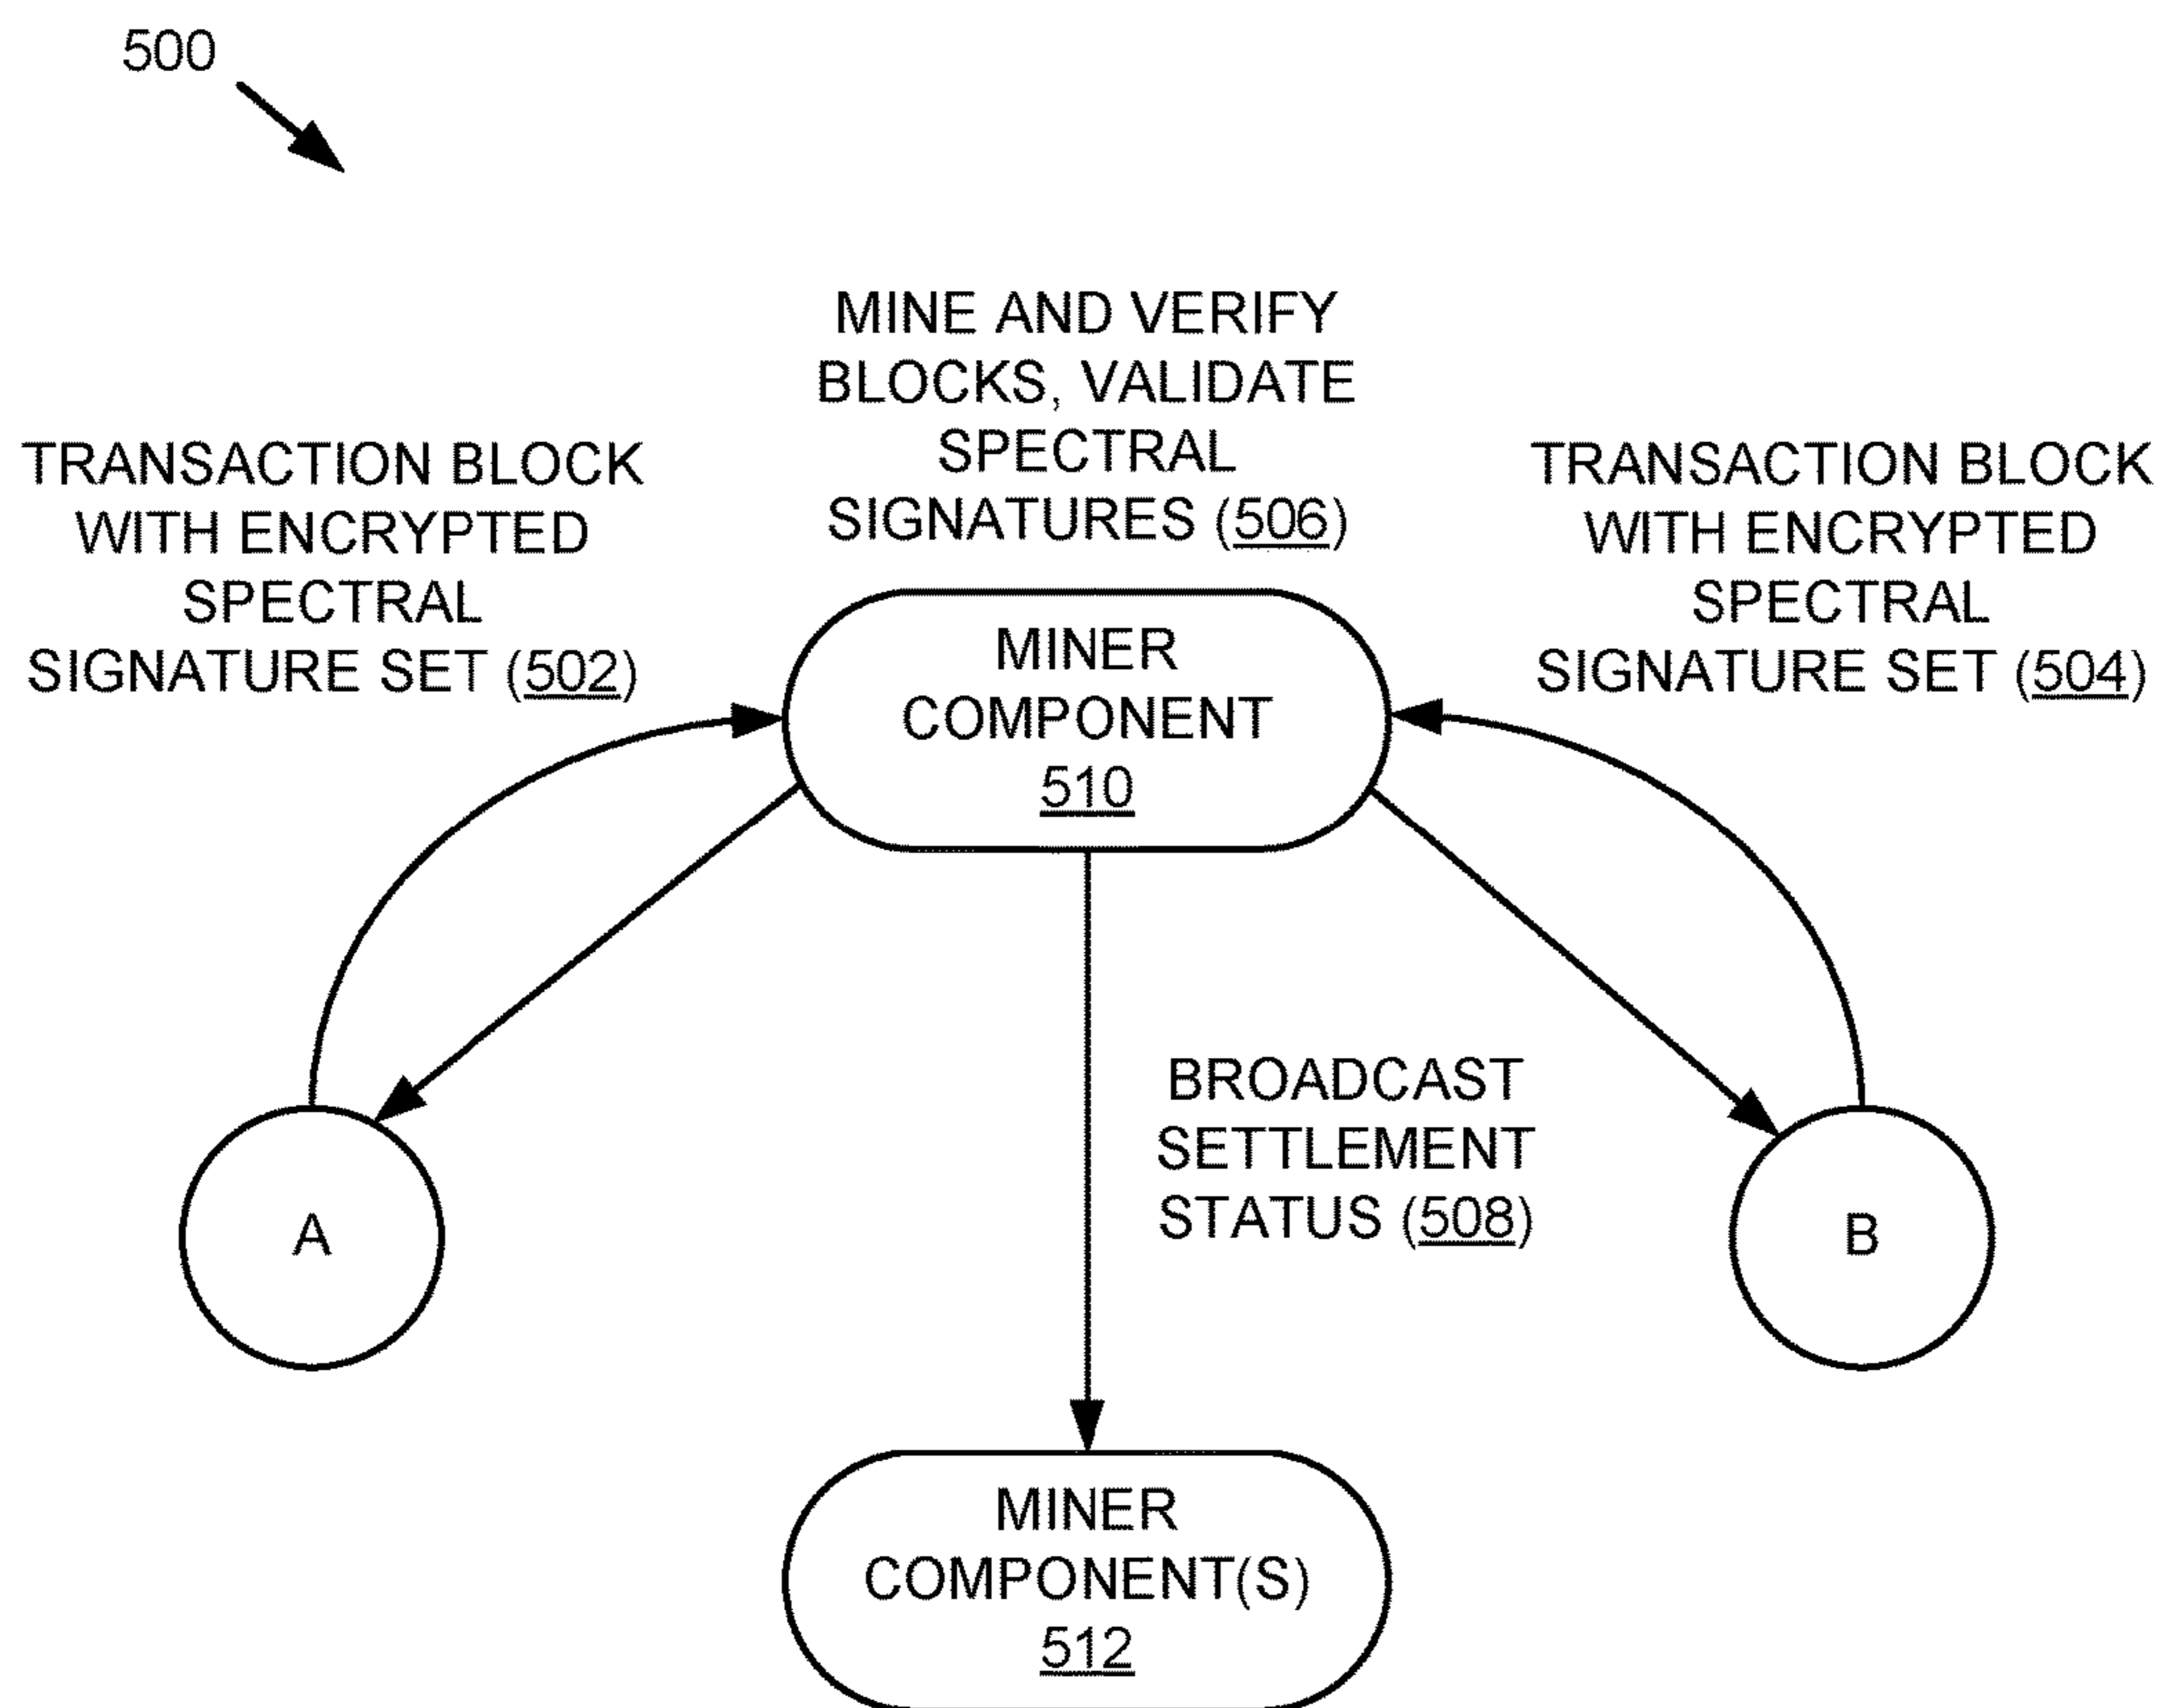 500
MINE AND VERIFY
BLOCKS, VALIDATE
SPECTRAL
SIGNATURES (506)
TRANSACTION BLOCK
WITH ENCRYPTED
SPECTRAL
SIGNATURE SET (502)
TRANSACTION BLOCK
WITH ENCRYPTED
SPECTRAL
SIGNATURE SET (504)
MINER
COMPONENT
510
BROADCAST
SETTLEMENT
STATUS (508)
A
B
MINER
COMPONENT(S)
512